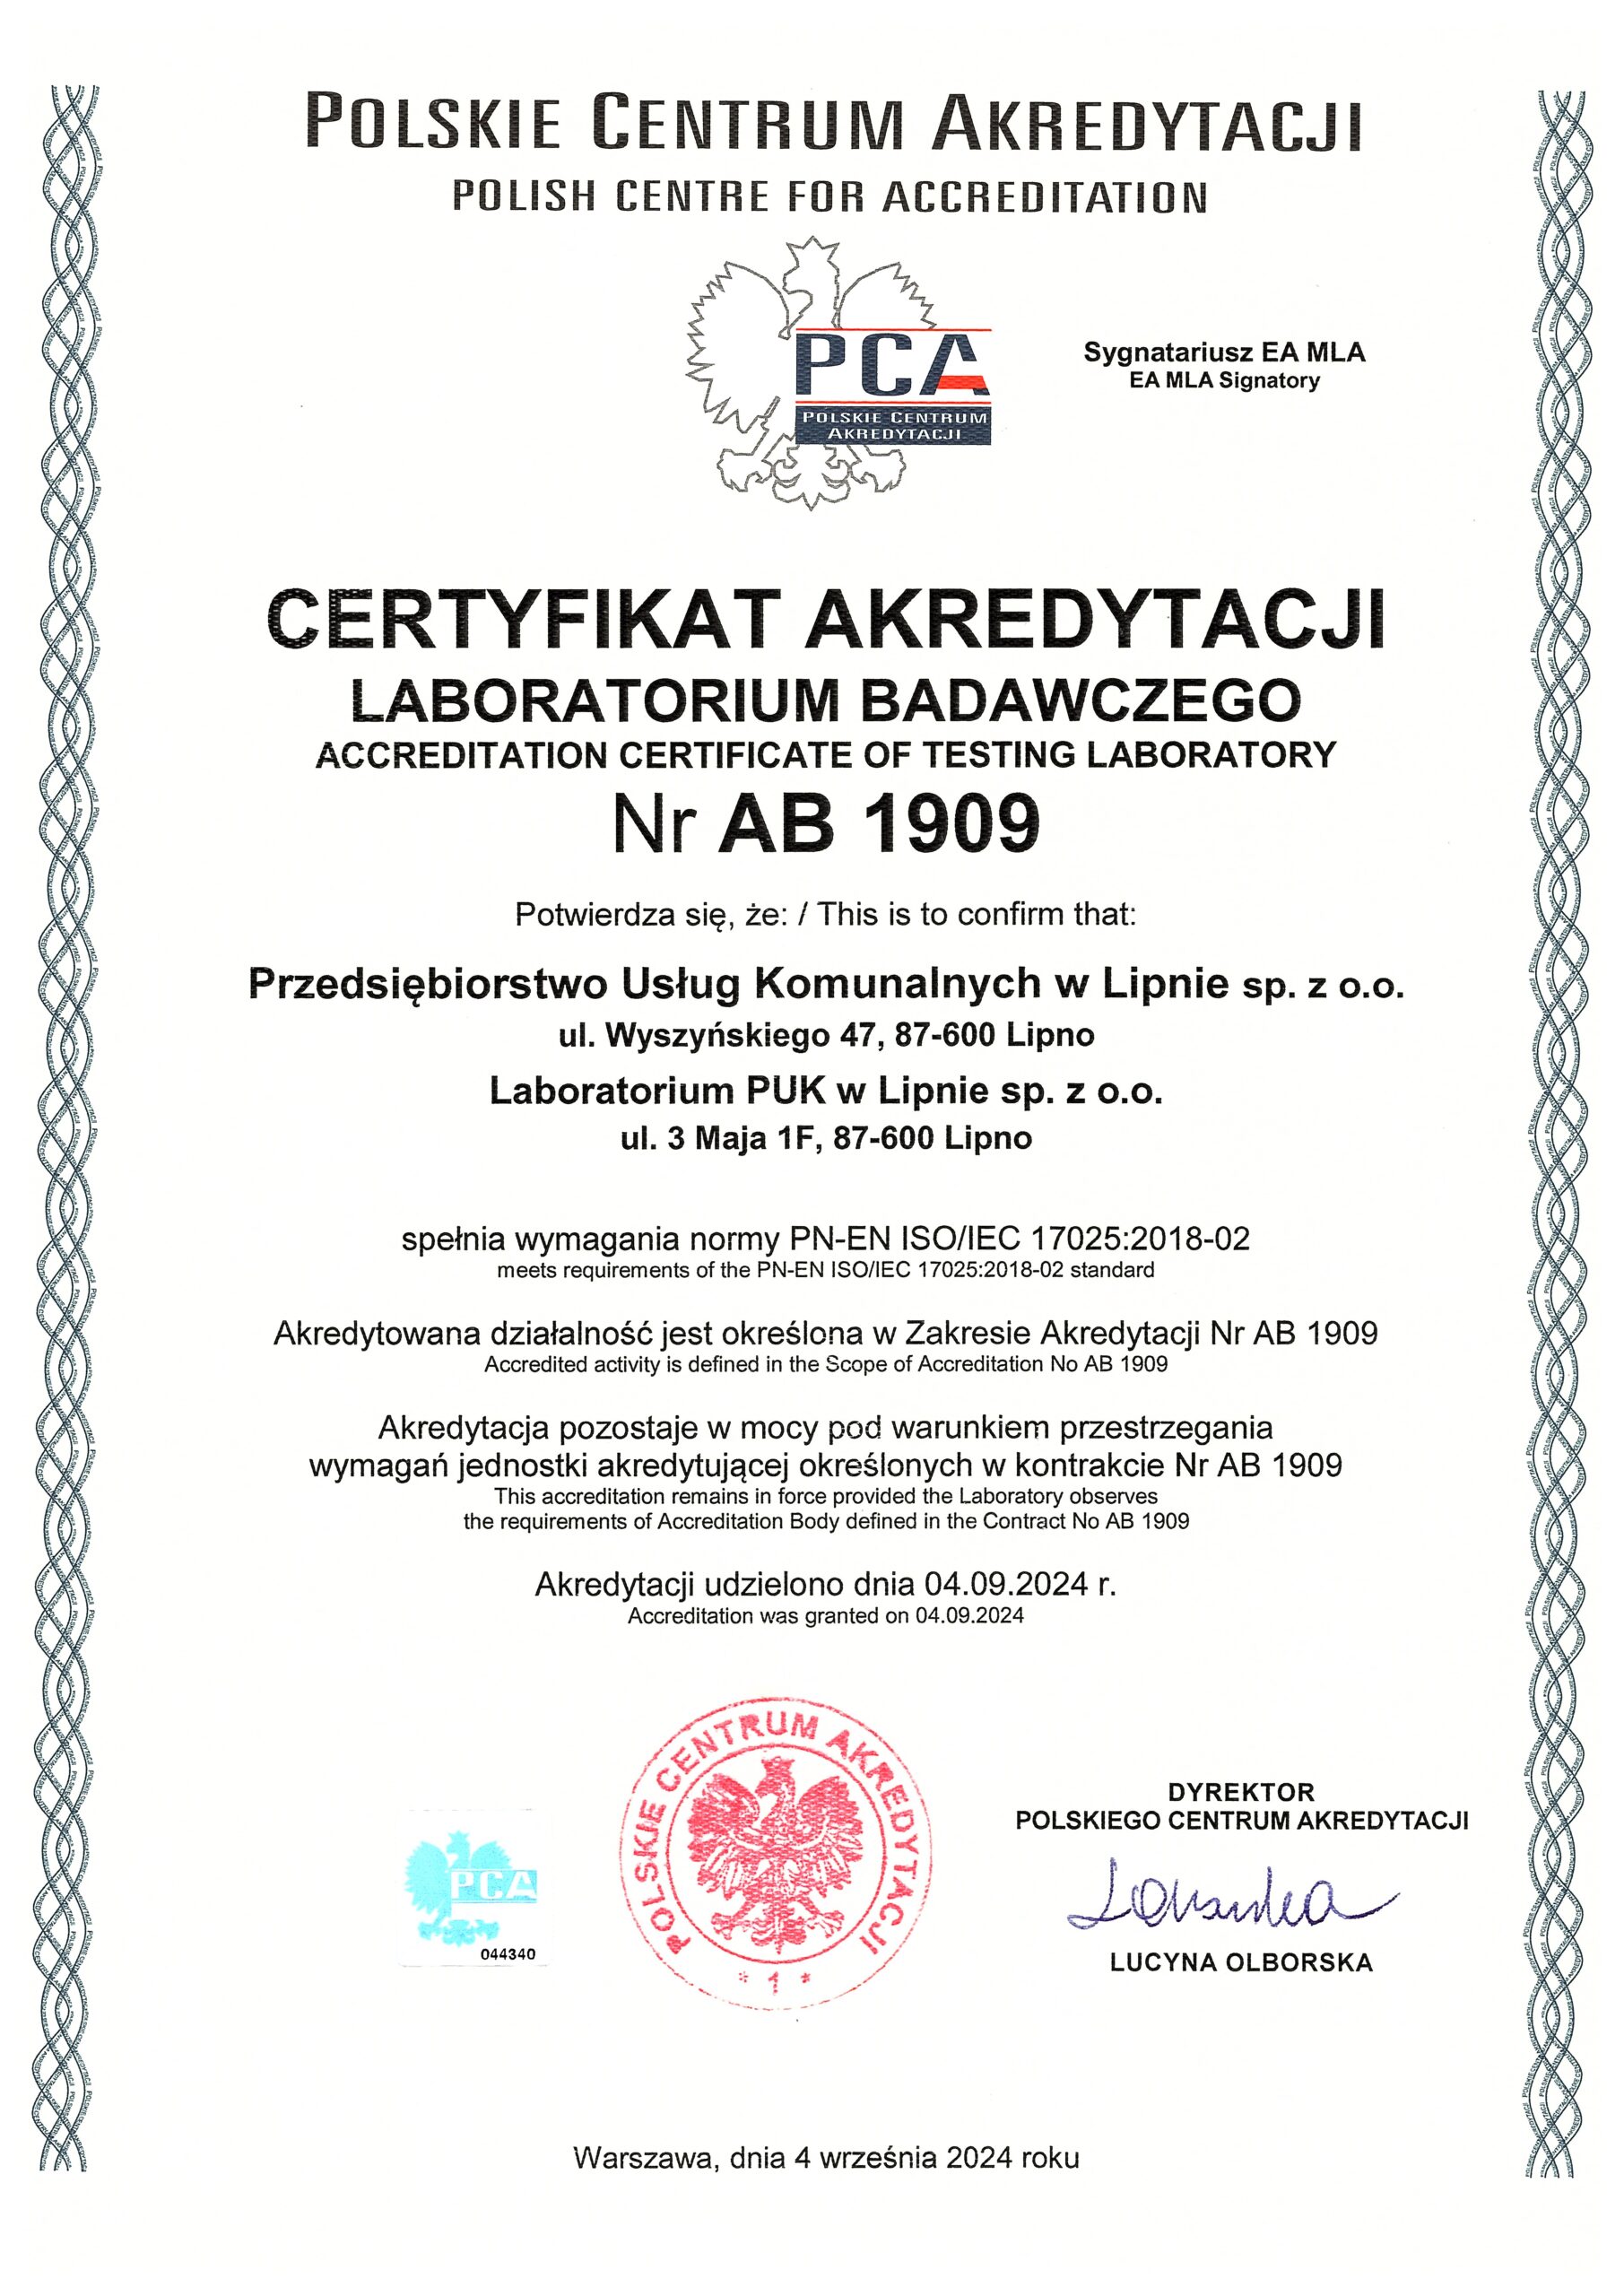 POLSKIE CENTRUM AKREDYTACJI
POLISH CENTRE FOR ACCREDITATION
PCA
POLSKIE CENTRUM
AKREDYTACJI
Sygnatariusz EA MLA
EA MLA Signatory
CERTYFIKAT AKREDYTACJI
LABORATORIUM BADAWCZEGO
ACCREDITATION CERTIFICATE OF TESTING LABORATORY
Nr AB 1909
Potwierdza się, że: / This is to confirm that:
Przedsiębiorstwo Usług Komunalnych w Lipnie sp. z o.o.
ul. Wyszyńskiego 47, 87-600 Lipno
Laboratorium PUK w Lipnie sp. z o.o.
ul. 3 Maja 1F, 87-600 Lipno
spełnia wymagania normy PN-EN ISO/IEC 17025:2018-02
meets requirements of the PN-EN ISO/IEC 17025:2018-02 standard
Akredytowana działalność jest określona w Zakresie Akredytacji Nr AB 1909
Accredited activity is defined in the Scope of Accreditation No AB 1909
Akredytacja pozostaje w mocy pod warunkiem przestrzegania
wymagań jednostki akredytującej określonych w kontrakcie Nr AB 1909
This accreditation remains in force provided the Laboratory observes
the requirements of Accreditation Body defined in the Contract No AB 1909
Akredytacji udzielono dnia 04.09.2024 r.
Accreditation was granted on 04.09.2024
PCA
044340
POLSKIE CENTRUM AKREDYTACJI
* 1 *
DYREKTOR
POLSKIEGO CENTRUM AKREDYTACJI
LUCYNA OLBORSKA
Warszawa, dnia 4 września 2024 roku